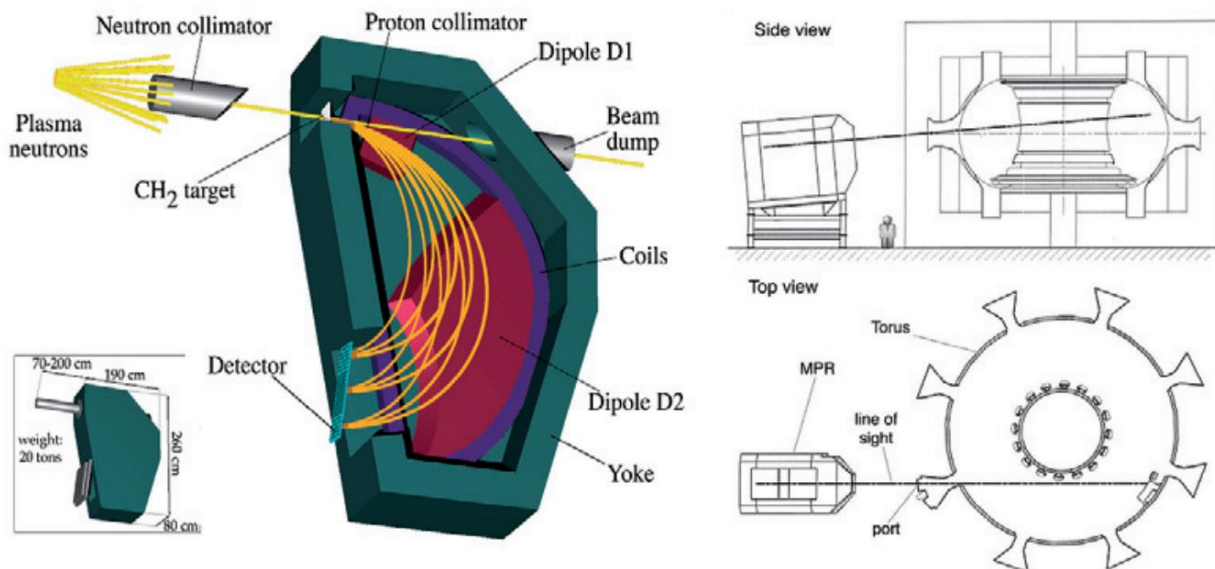 Neutron collimator
Proton collimator
Dipole D1
Plasma
neutrons
Beam
dump
CH₂ target
Coils
Detector
Dipole D2
Yoke
70-200 cm
190 cm
weight:
20 tons
260 cm
80 cm
Side view
Top view
Torus
MPR
line of
sight
port